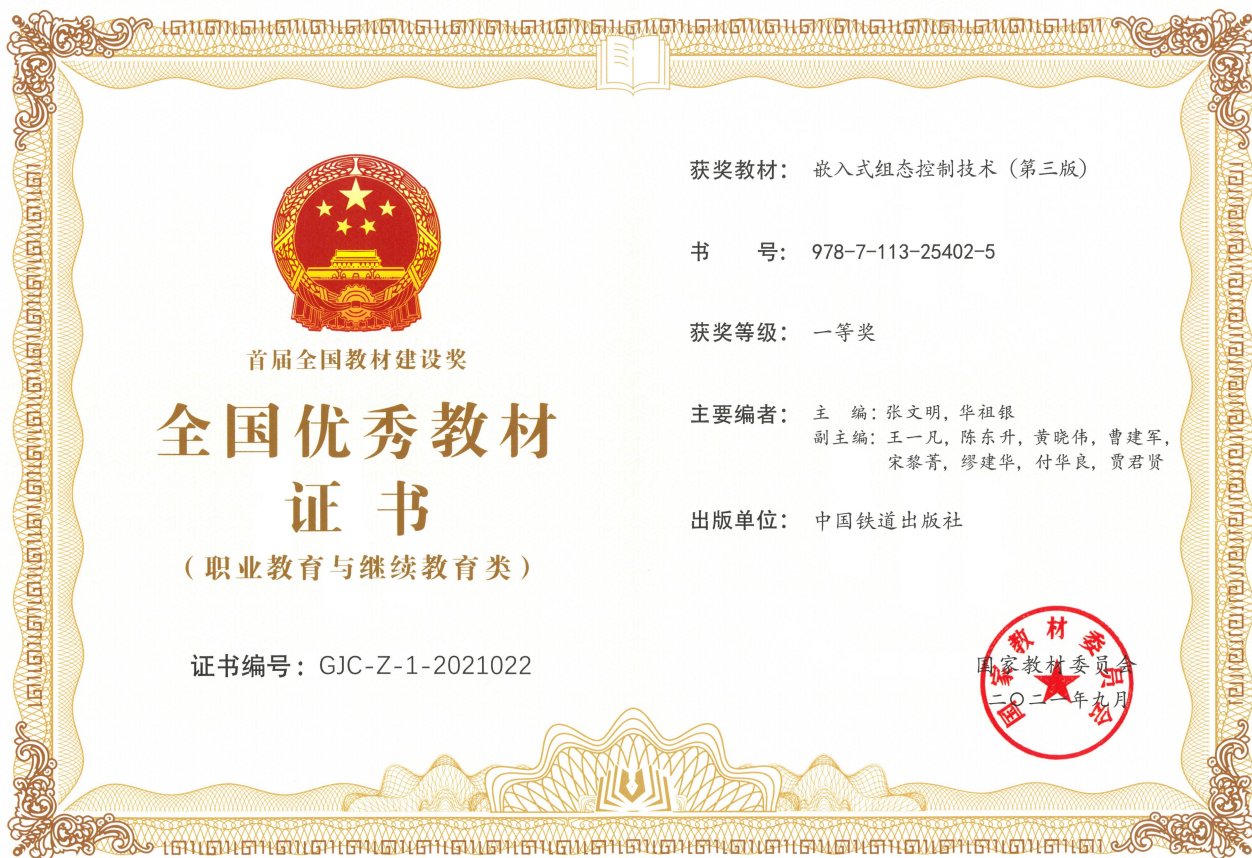 首届全国教材建设奖
全国优秀教材
证书
（职业教育与继续教育类）
证书编号：GJC-Z-1-2021022
获奖教材： 嵌入式组态控制技术（第三版）
书 号： 978-7-113-25402-5
获奖等级： 一等奖
主要编者： 主 编：张文明，华祖银
副主编：王一凡，陈东升，黄晓伟，曹建军，
宋黎菁，缪建华，付华良，贾君贤
出版单位： 中国铁道出版社
国家教材委员会
二〇二一年九月
国家教材委员会